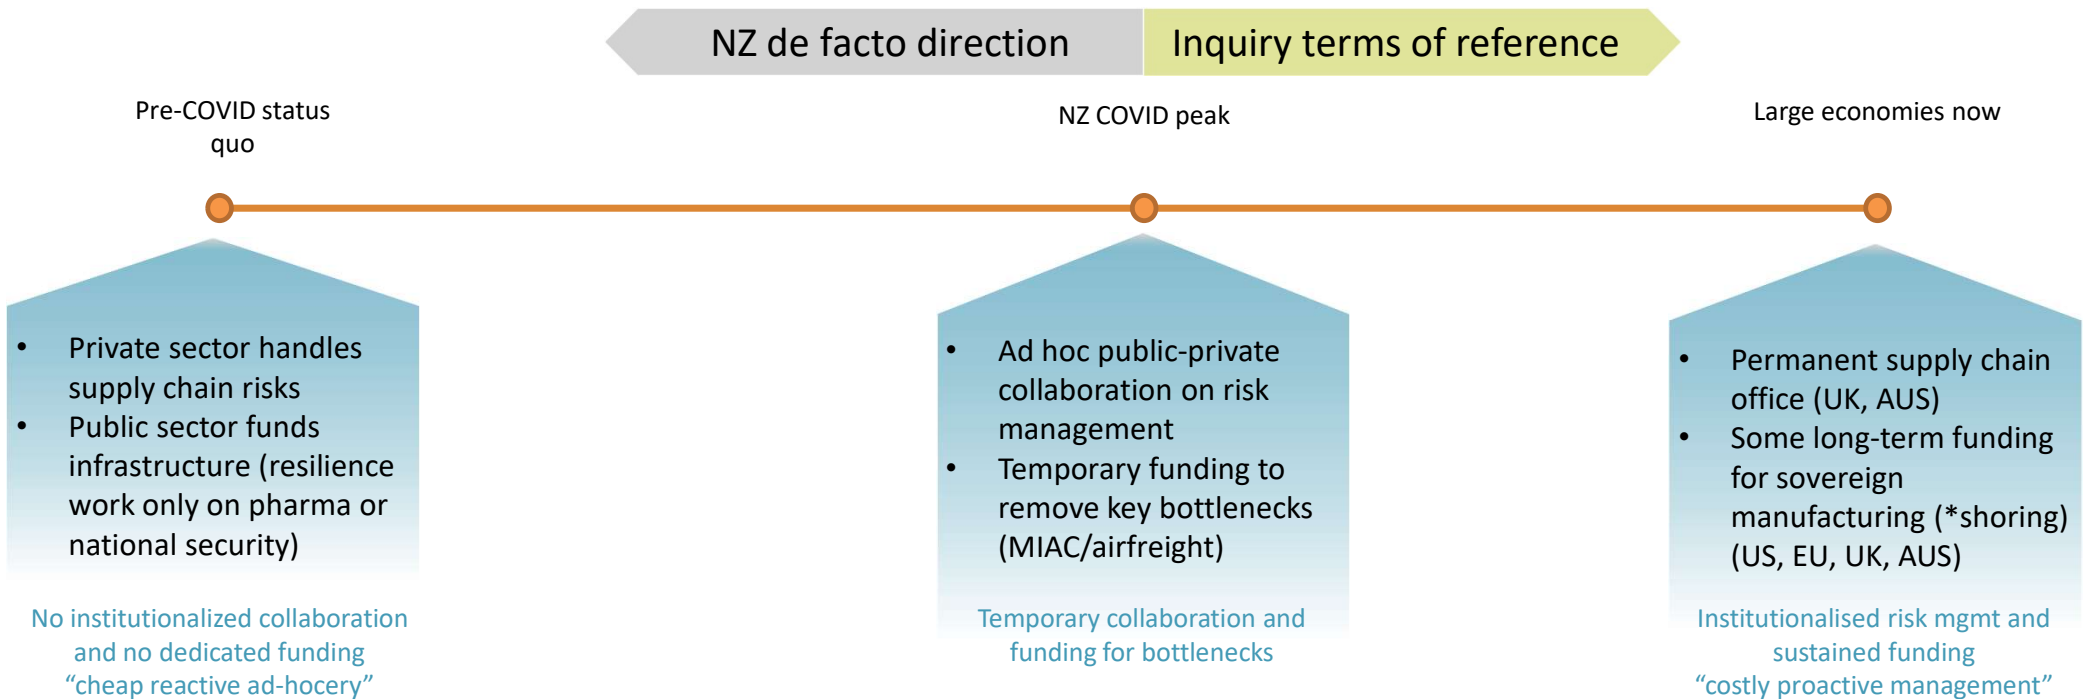 NZ de facto direction
Inquiry terms of reference
Pre-COVID status
quo
NZ COVID peak
Large economies now
• Private sector handles
supply chain risks
• Public sector funds
infrastructure (resilience
work only on pharma or
national security)
No institutionalized collaboration
and no dedicated funding
“cheap reactive ad-hocery”
• Ad hoc public-private
collaboration on risk
management
• Temporary funding to
remove key bottlenecks
(MIAC/airfreight)
Temporary collaboration and
funding for bottlenecks
• Permanent supply chain
office (UK, AUS)
• Some long-term funding
for sovereign
manufacturing (*shoring)
(US, EU, UK, AUS)
Institutionalised risk mgmt and
sustained funding
“costly proactive management”